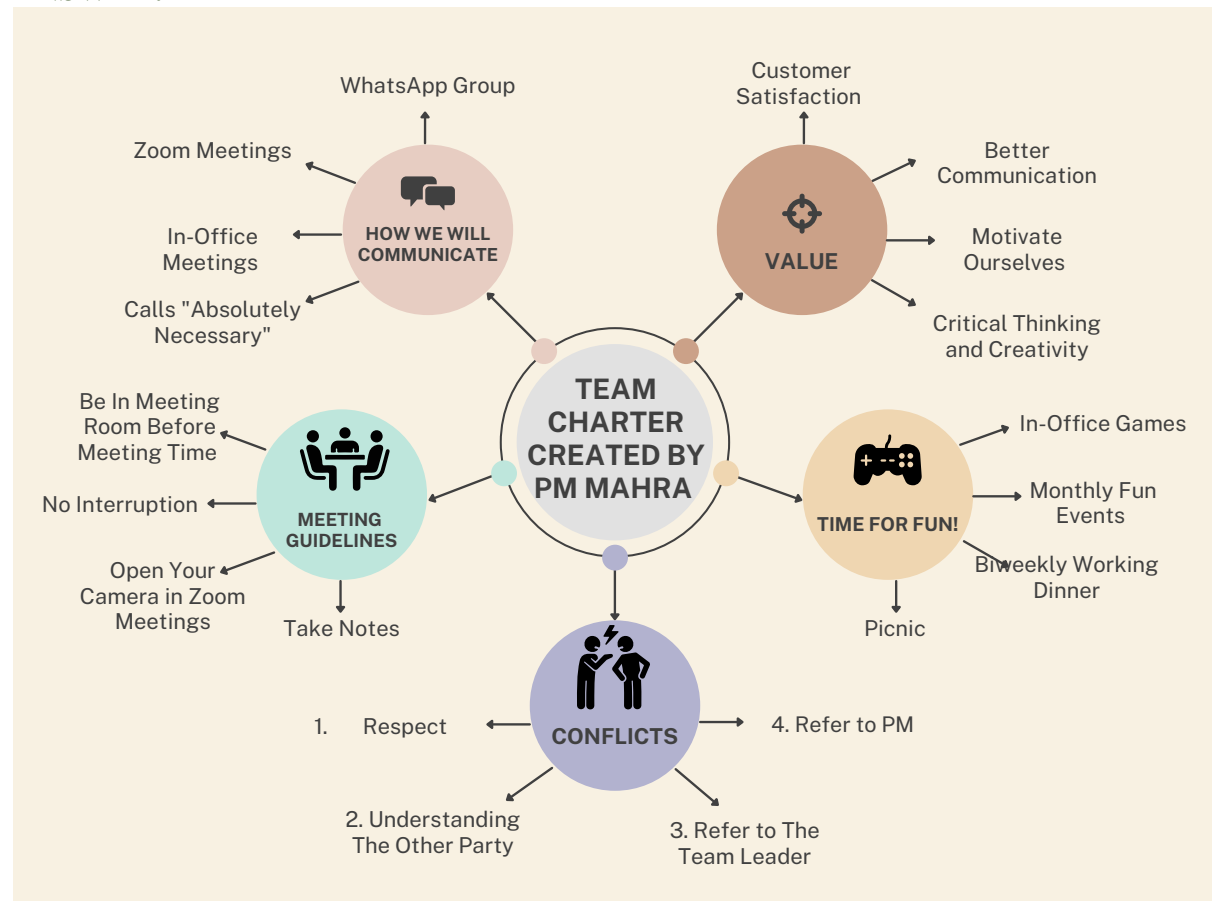 WhatsApp Group
Zoom Meetings
In-Office
Meetings
Calls "Absolutely
Necessary"
HOW WE WILL
COMMUNICATE
Customer
Satisfaction
Better
Communication
Motivate
Ourselves
Critical Thinking
and Creativity
VALUE
TEAM
CHARTER
CREATED BY
PM MAHRA
Be In Meeting
Room Before
Meeting Time
No Interruption
Open Your
Camera in Zoom
Meetings
Take Notes
MEETING
GUIDELINES
In-Office Games
Monthly Fun
Events
Biweekly Working
Dinner
Picnic
TIME FOR FUN!
CONFLICTS
1. Respect
2. Understanding
The Other Party
3. Refer to The
Team Leader
4. Refer to PM